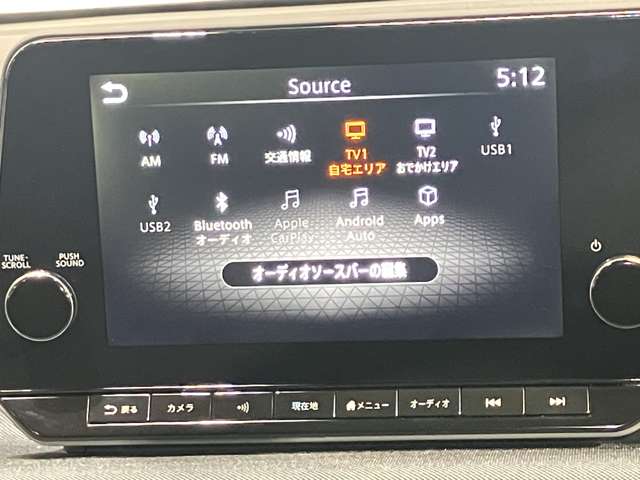 Source
5:12
AM
FM
交通情報
TV1
自宅エリア
TV2
おでかけエリア
USB1
USB2
Bluetooth
オーディオ
Apple
CarPlay
Android
Auto
Apps
オーディオソースバーの編集
TUNE·
SCROLL
PUSH
SOUND
戻る
カメラ
現在地
メニュー
オーディオ